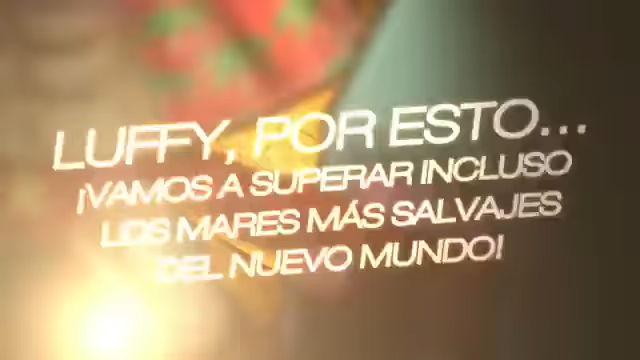 LUFFY, POR ESTO...
¡VAMOS A SUPERAR INCLUSO
LOS MARES MÁS SALVAJES
DEL NUEVO MUNDO!